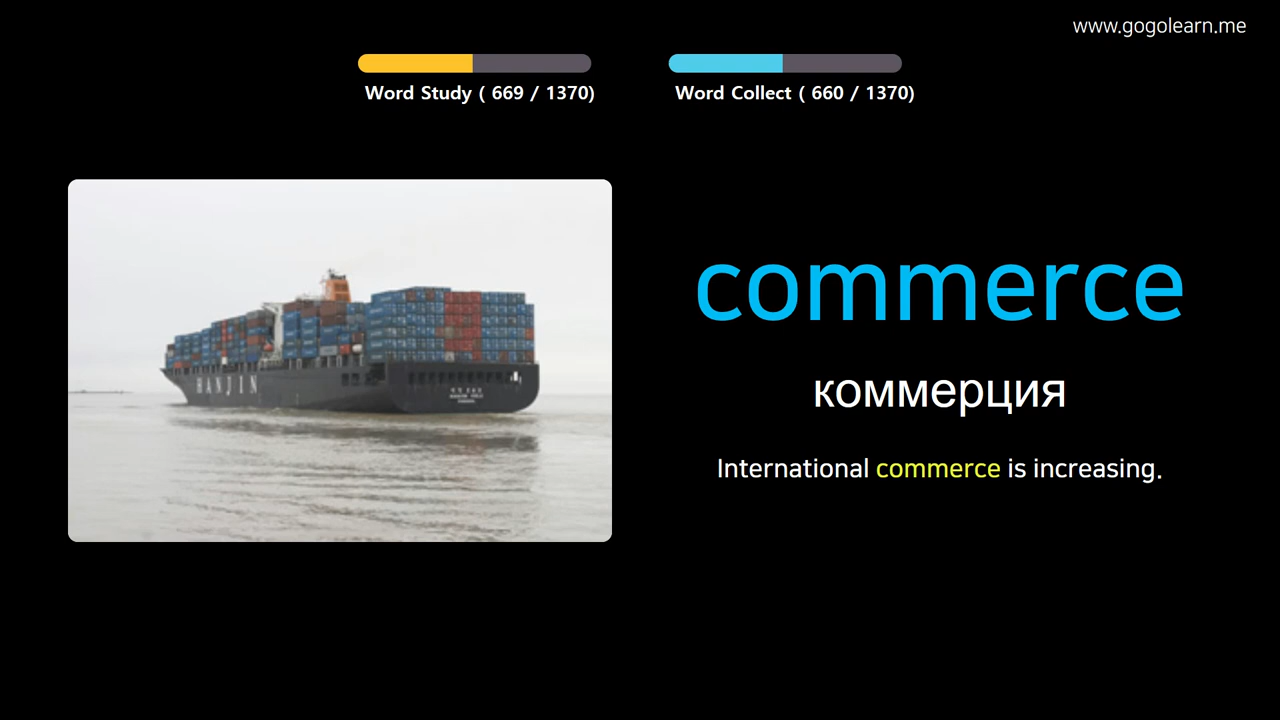 www.gogolearn.me
Word Study ( 669 / 1370)
Word Collect ( 660 / 1370)
HANJIN
commerce
коммерция
International commerce is increasing.